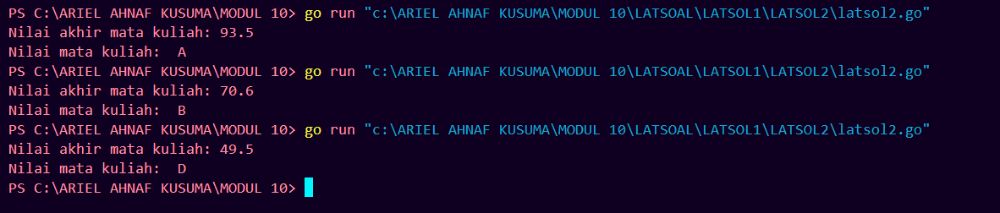 PS C:\ARIEL AHNAF KUSUMA\MODUL 10> go run "c:\ARIEL AHNAF KUSUMA\MODUL 10\LATSOAL\LATSOL1\LATSOL2\latsol2.go"
Nilai akhir mata kuliah: 93.5
Nilai mata kuliah:  A
PS C:\ARIEL AHNAF KUSUMA\MODUL 10> go run "c:\ARIEL AHNAF KUSUMA\MODUL 10\LATSOAL\LATSOL1\LATSOL2\latsol2.go"
Nilai akhir mata kuliah: 70.6
Nilai mata kuliah:  B
PS C:\ARIEL AHNAF KUSUMA\MODUL 10> go run "c:\ARIEL AHNAF KUSUMA\MODUL 10\LATSOAL\LATSOL1\LATSOL2\latsol2.go"
Nilai akhir mata kuliah: 49.5
Nilai mata kuliah:  D
PS C:\ARIEL AHNAF KUSUMA\MODUL 10>